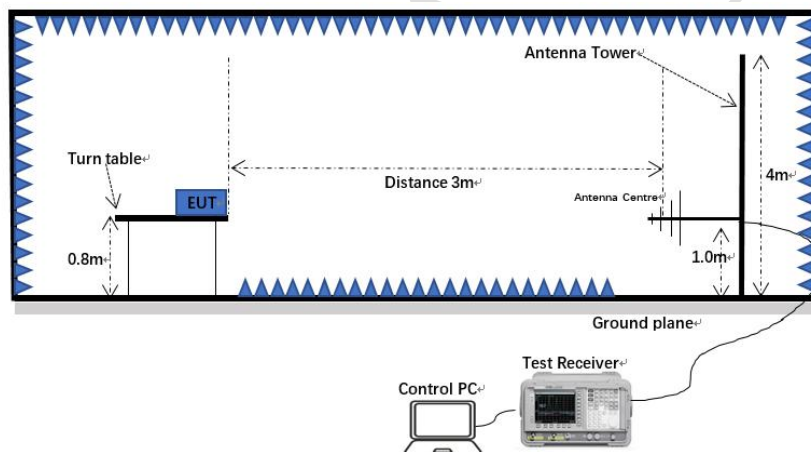 Antenna Tower
Turn table
Distance 3m
4m
EUT
Antenna Centre
0.8m
1.0m
Ground plane
Test Receiver
Control PC